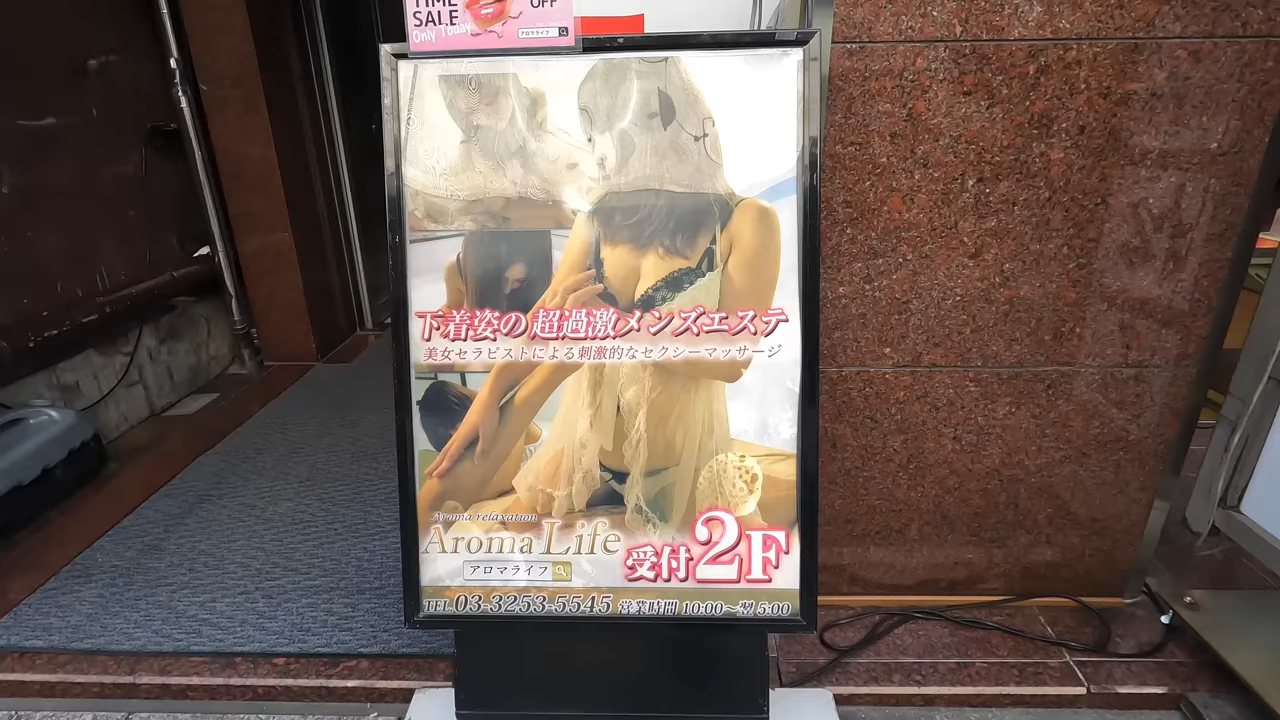 TIME
SALE
OFF
Only Today
アロマライフ
下着姿の超過激メンズエステ
美女セラピストによる刺激的なセクシーマッサージ
Aroma relaxation
Aroma Life
アロマライフ
受付2F
TEL 03-3253-5545 営業時間 10:00～翌 5:00